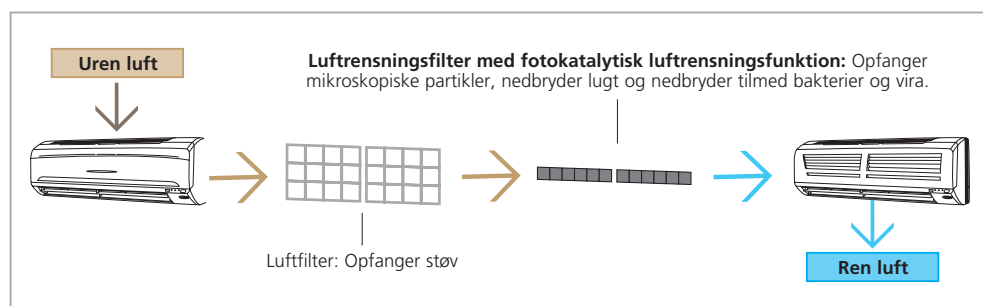 Uren luft
Luftrensningsfilter med fotokatalytisk luftrensningsfunktion: Opfanger
mikroskopiske partikler, nedbryder lugt og nedbryder tilmed bakterier og vira.
Luftfilter: Opfanger støv
Ren luft